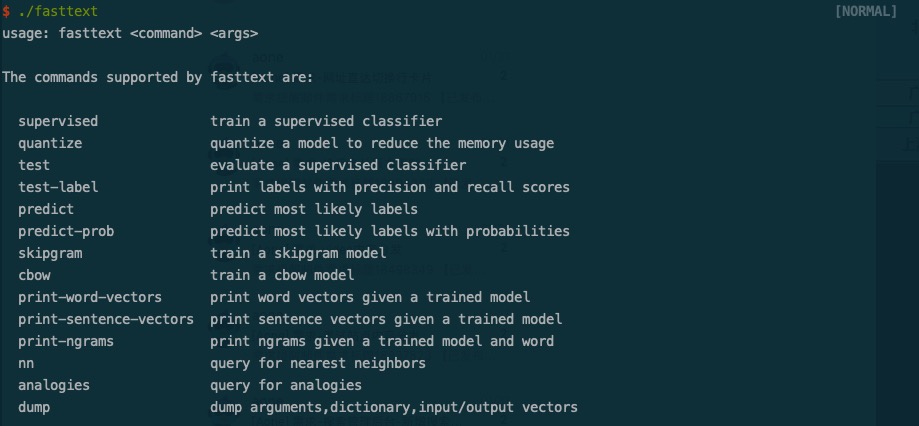 $ ./fasttext [NORMAL]
usage: fasttext <command> <args>
The commands supported by fasttext are:
supervised train a supervised classifier
quantize quantize a model to reduce the memory usage
test evaluate a supervised classifier
test-label print labels with precision and recall scores
predict predict most likely labels
predict-prob predict most likely labels with probabilities
skipgram train a skipgram model
cbow train a cbow model
print-word-vectors print word vectors given a trained model
print-sentence-vectors print sentence vectors given a trained model
print-ngrams print ngrams given a trained model and word
nn query for nearest neighbors
analogies query for analogies
dump dump arguments,dictionary,input/output vectors